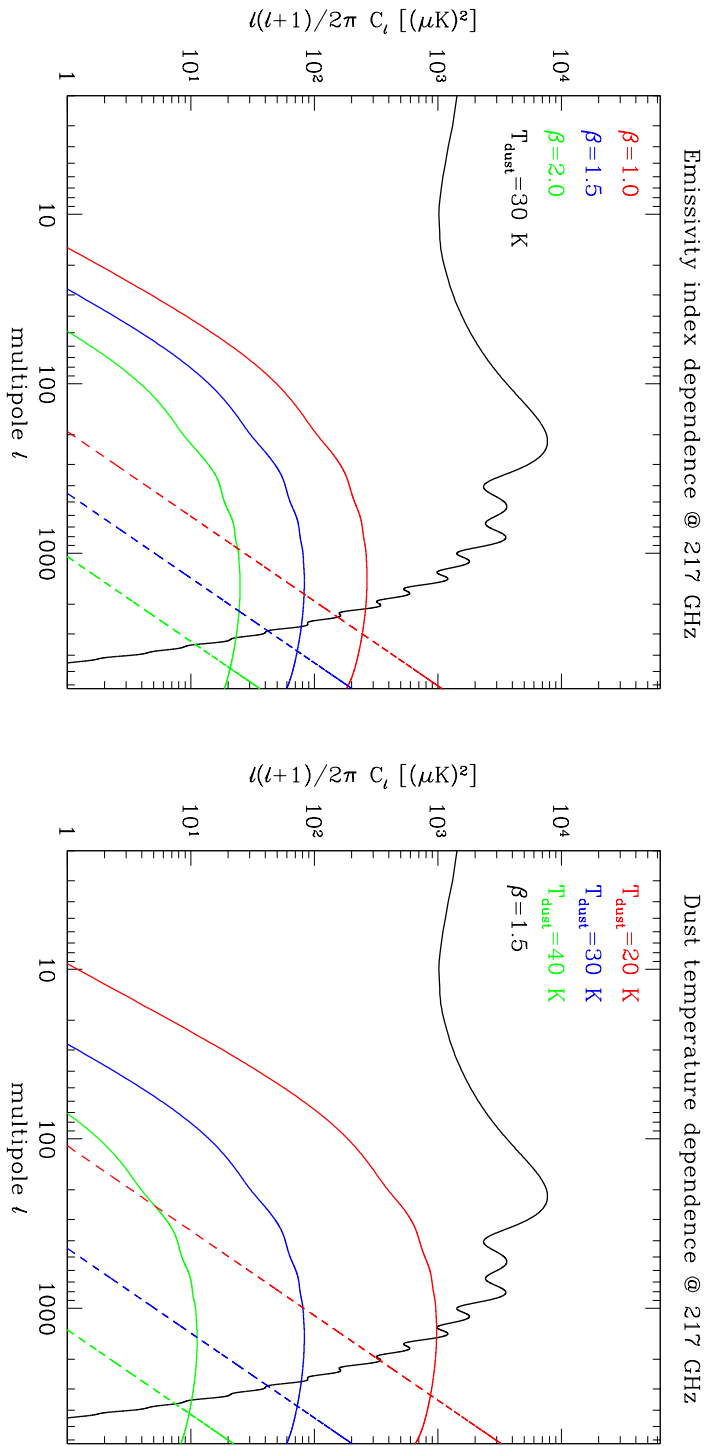 Emissivity index dependence @ 217 GHz
l(l+1)/2π C_l [(μK)²]
10⁴
10³
10²
10¹
1
β=1.0
β=1.5
β=2.0
T_dust=30 K
10
100
1000
multipole l
Dust temperature dependence @ 217 GHz
l(l+1)/2π C_l [(μK)²]
10⁴
10³
10²
10¹
1
T_dust=20 K
T_dust=30 K
T_dust=40 K
β=1.5
10
100
1000
multipole l